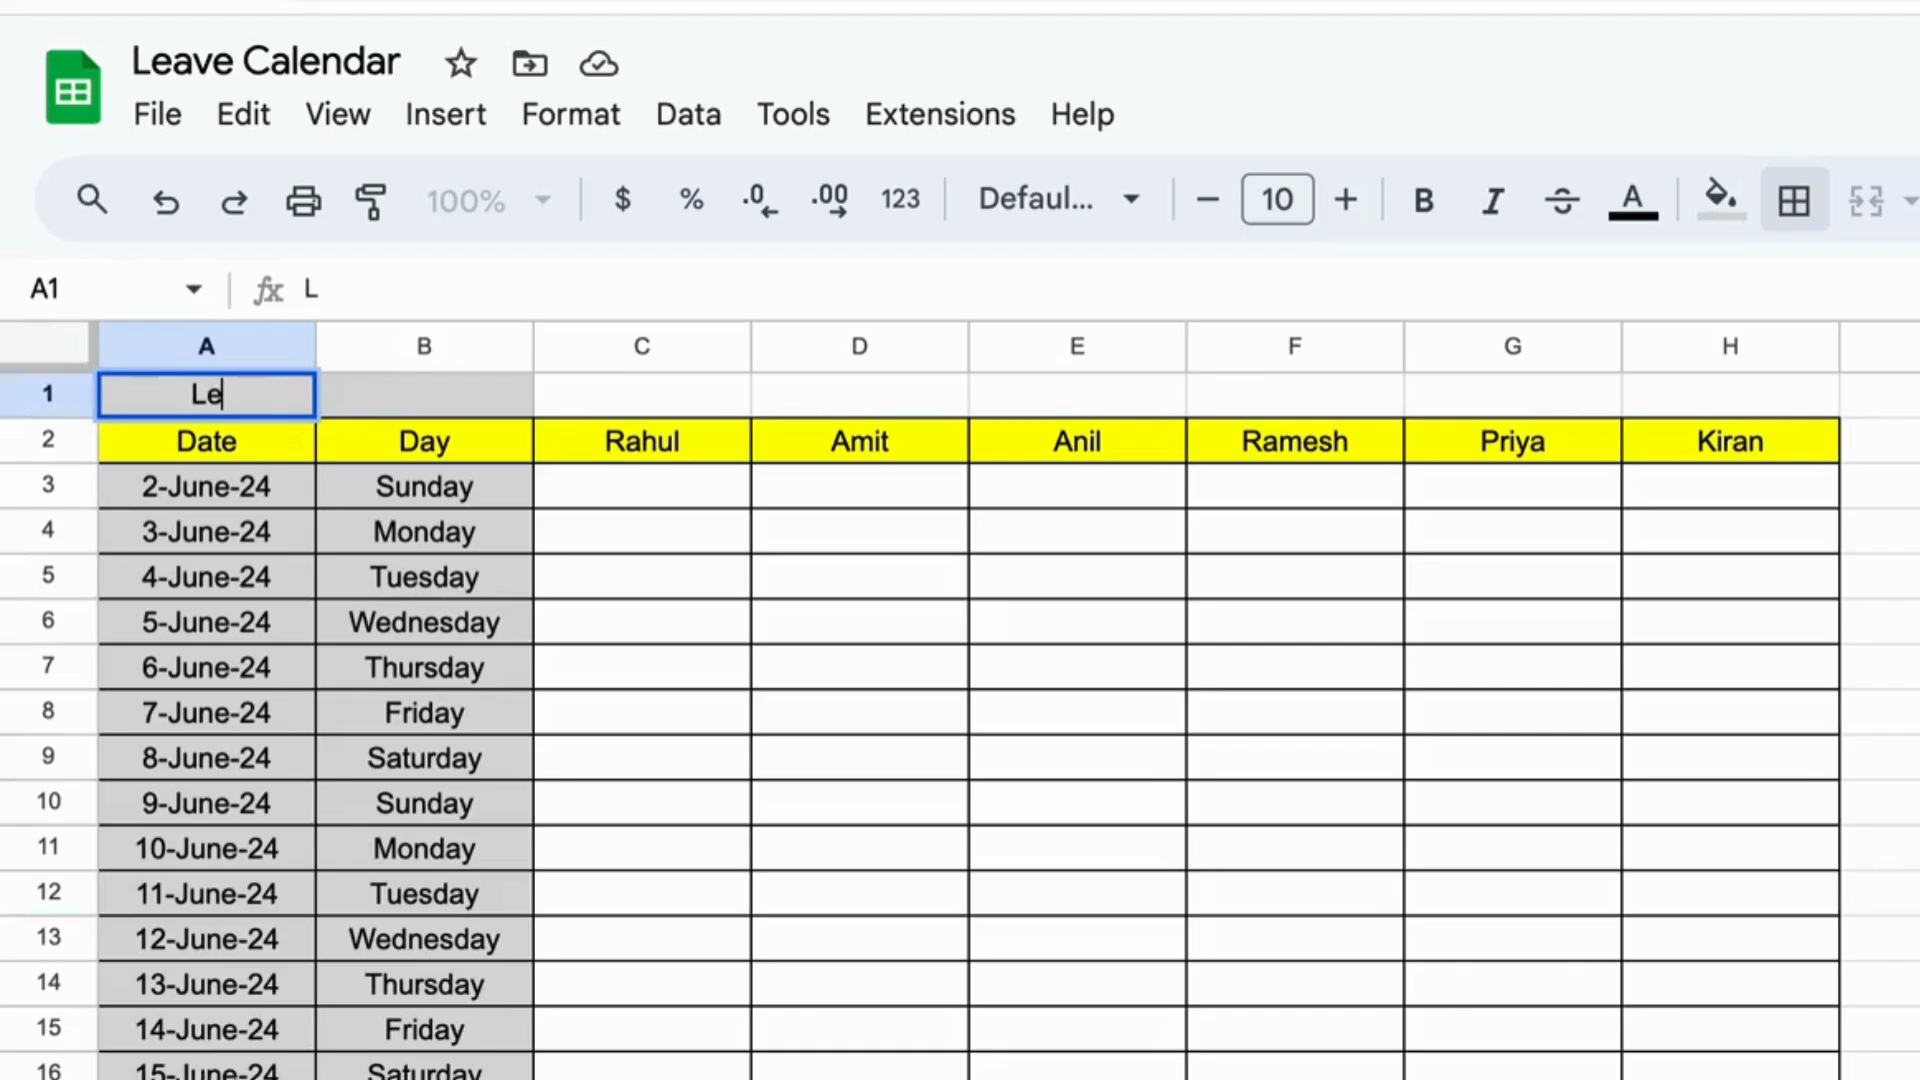 Leave Calendar
File Edit View Insert Format Data Tools Extensions Help
100% $ % .0 .00 123 Defaul... − 10 + B I A
A1 fx L
A B C D E F G H
1 Le
2 Date Day Rahul Amit Anil Ramesh Priya Kiran
3 2-June-24 Sunday
4 3-June-24 Monday
5 4-June-24 Tuesday
6 5-June-24 Wednesday
7 6-June-24 Thursday
8 7-June-24 Friday
9 8-June-24 Saturday
10 9-June-24 Sunday
11 10-June-24 Monday
12 11-June-24 Tuesday
13 12-June-24 Wednesday
14 13-June-24 Thursday
15 14-June-24 Friday
16 15-June-24 Saturday